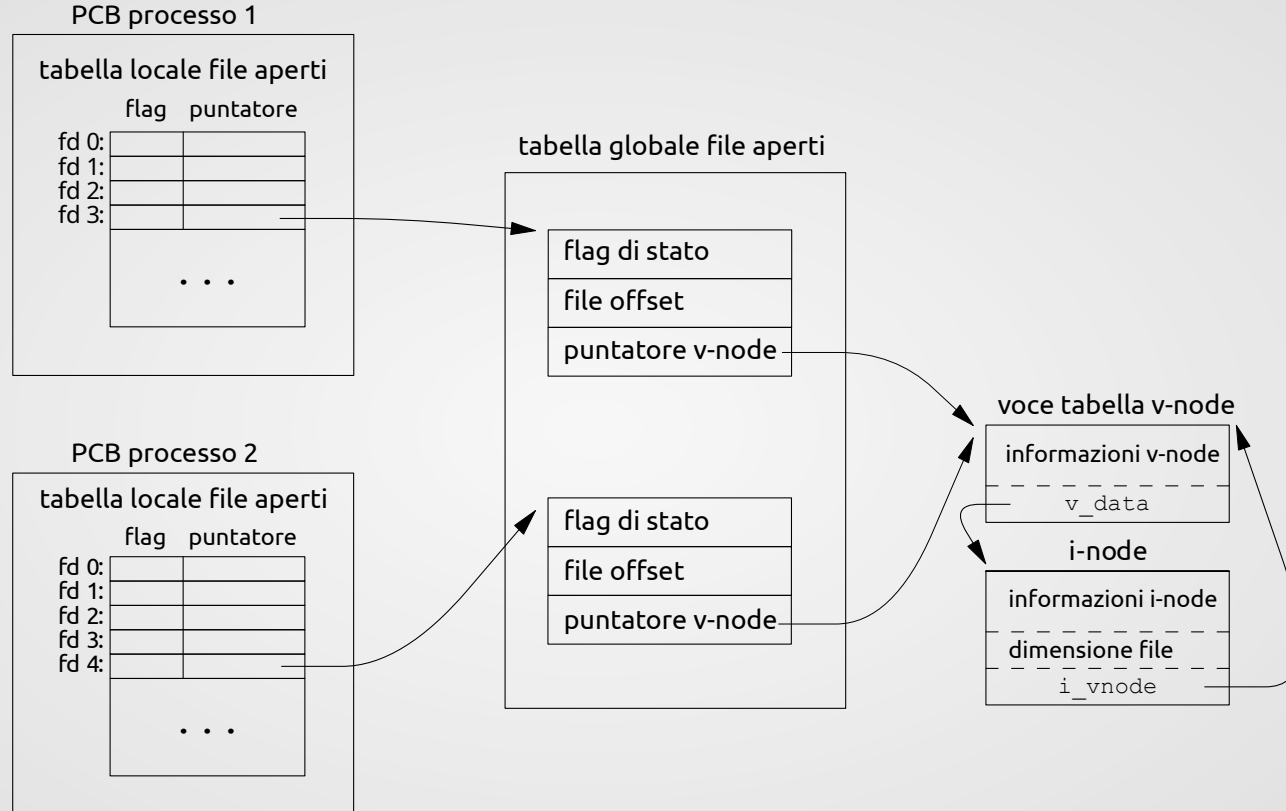 PCB processo 1
tabella locale file aperti
flag puntatore
fd 0:
fd 1:
fd 2:
fd 3:
. . .
PCB processo 2
tabella locale file aperti
flag puntatore
fd 0:
fd 1:
fd 2:
fd 3:
fd 4:
. . .
tabella globale file aperti
flag di stato
file offset
puntatore v-node
flag di stato
file offset
puntatore v-node
voce tabella v-node
informazioni v-node
v_data
i-node
informazioni i-node
dimensione file
i_vnode